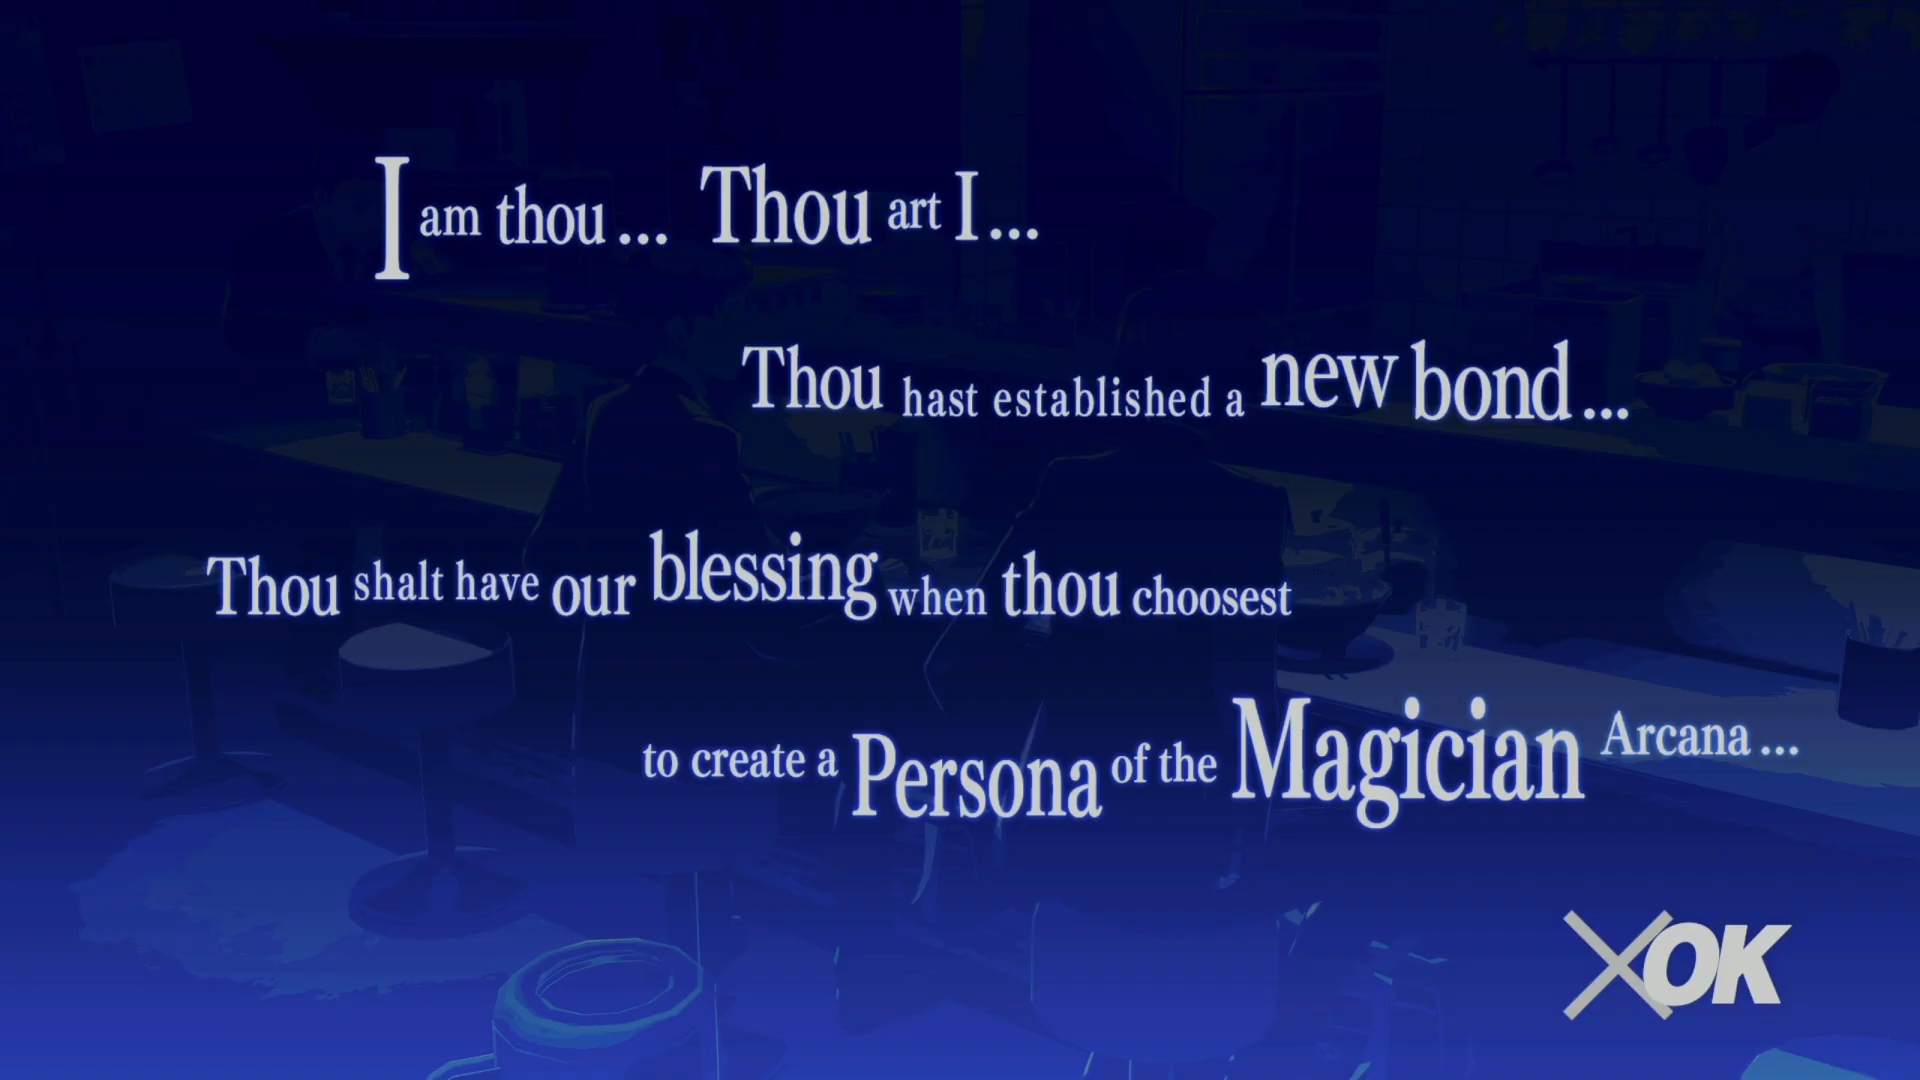 I am thou... Thou art I...
Thou hast established a new bond...
Thou shalt have our blessing when thou choosest
to create a Persona of the Magician Arcana...
OK